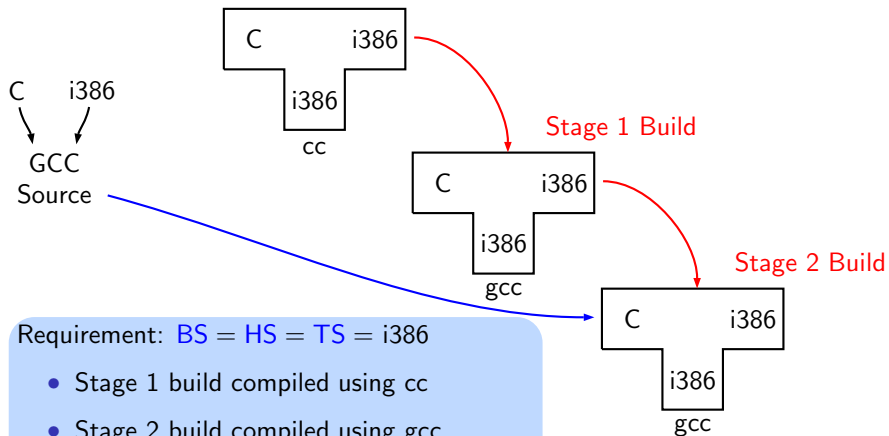 C i386
i386
cc
C i386
GCC
Source
Stage 1 Build
C i386
i386
gcc
Stage 2 Build
C i386
i386
gcc
Requirement: BS = HS = TS = i386
• Stage 1 build compiled using cc
• Stage 2 build compiled using gcc